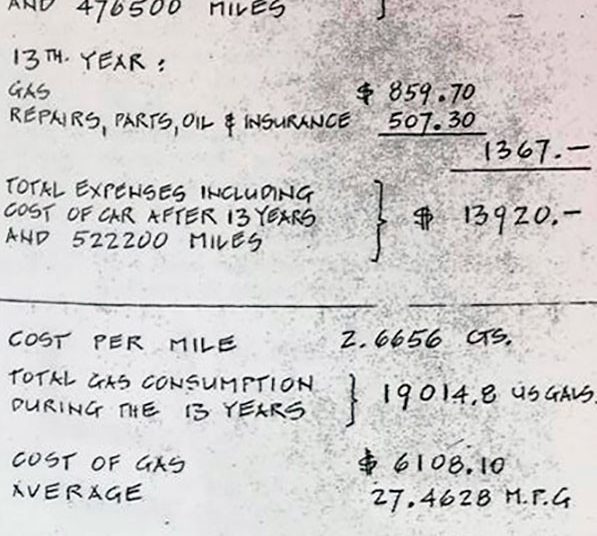 AND 476500 MILES }
13TH. YEAR:
GAS $ 859.70
REPAIRS, PARTS, OIL & INSURANCE 507.30
1367.—
TOTAL EXPENSES INCLUDING
COST OF CAR AFTER 13 YEARS } $ 13920.—
AND 522200 MILES
COST PER MILE 2.6656 CTS.
TOTAL GAS CONSUMPTION } 19014.8 US GALS.
DURING THE 13 YEARS
COST OF GAS $ 6108.10
AVERAGE 27.4628 M.P.G